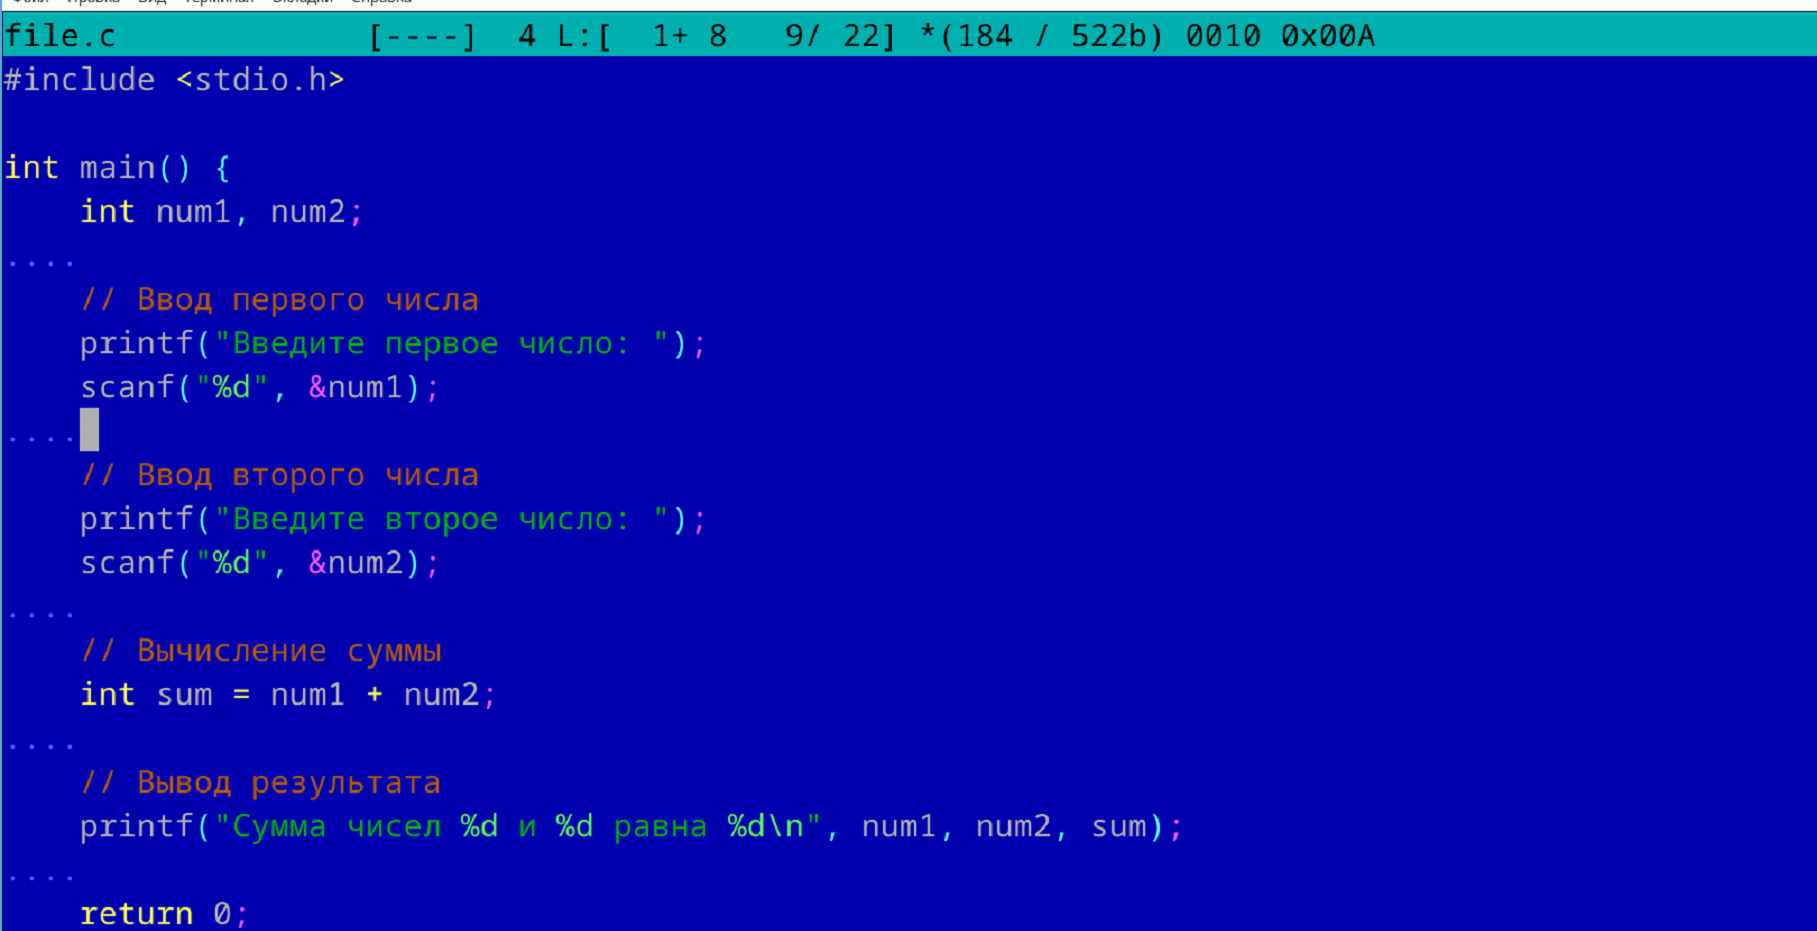 file.c [----] 4 L:[ 1+ 8 9/ 22] *(184 / 522b) 0010 0x00A
#include <stdio.h>
int main() {
    int num1, num2;
....
    // Ввод первого числа
    printf("Введите первое число: ");
    scanf("%d", &num1);
....
    // Ввод второго числа
    printf("Введите второе число: ");
    scanf("%d", &num2);
....
    // Вычисление суммы
    int sum = num1 + num2;
....
    // Вывод результата
    printf("Сумма чисел %d и %d равна %d\n", num1, num2, sum);
....
    return 0;